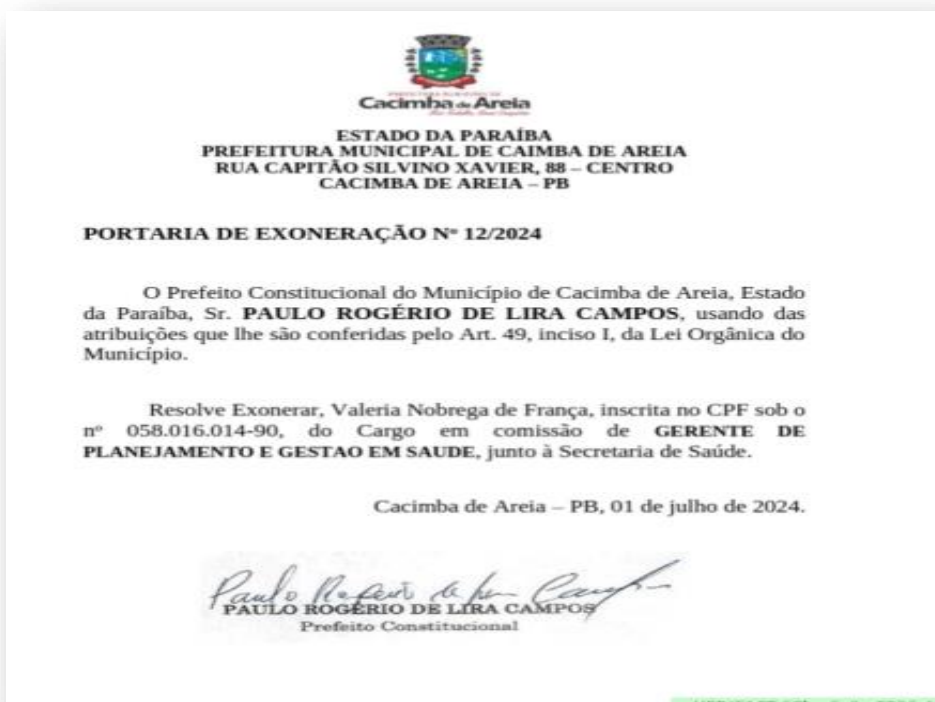 Cacimba de Areia
ESTADO DA PARAÍBA
PREFEITURA MUNICIPAL DE CAIMBA DE AREIA
RUA CAPITÃO SILVINO XAVIER, 88 – CENTRO
CACIMBA DE AREIA – PB
PORTARIA DE EXONERAÇÃO Nº 12/2024
O Prefeito Constitucional do Município de Cacimba de Areia, Estado
da Paraíba, Sr. PAULO ROGÉRIO DE LIRA CAMPOS, usando das
atribuições que lhe são conferidas pelo Art. 49, inciso I, da Lei Orgânica do
Município.
Resolve Exonerar, Valeria Nobrega de França, inscrita no CPF sob o
nº 058.016.014-90, do Cargo em comissão de GERENTE DE
PLANEJAMENTO E GESTAO EM SAUDE, junto à Secretaria de Saúde.
Cacimba de Areia – PB, 01 de julho de 2024.
PAULO ROGÉRIO DE LIRA CAMPOS
Prefeito Constitucional